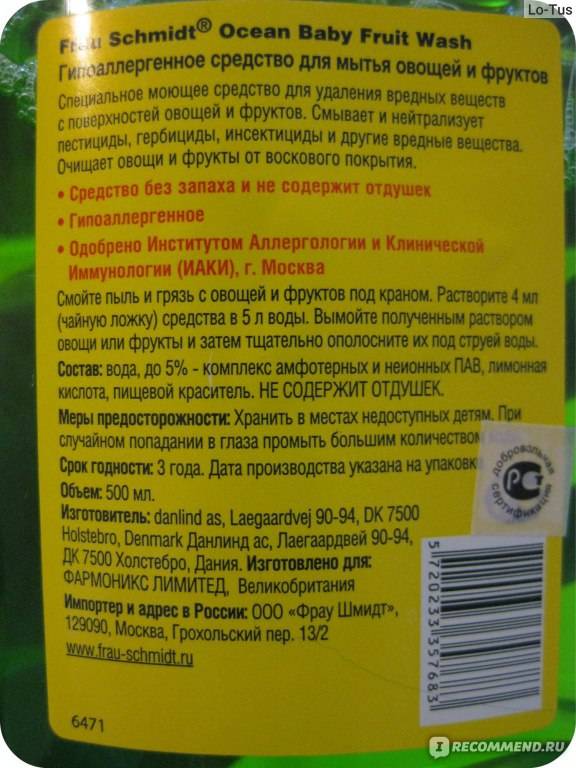 Lo-Tus
Frau Schmidt® Ocean Baby Fruit Wash
Гипоаллергенное средство для мытья овощей и фруктов
Специальное моющее средство для удаления вредных веществ
с поверхностей овощей и фруктов. Смывает и нейтрализует
пестициды, гербициды, инсектициды и другие вредные вещества.
Очищает овощи и фрукты от воскового покрытия.
• Средство без запаха и не содержит отдушек
• Гипоаллергенное
• Одобрено Институтом Аллергологии и Клинической
Иммунологии (ИАКИ), г. Москва
Смойте пыль и грязь с овощей и фруктов под краном. Растворите 4 мл
(чайную ложку) средства в 5 л воды. Вымойте полученным раствором
овощи или фрукты и затем тщательно ополосните их под струей воды.
Состав: вода, до 5% - комплекс амфотерных и неионных ПАВ, лимонная
кислота, пищевой краситель. НЕ СОДЕРЖИТ ОТДУШЕК.
Меры предосторожности: Хранить в местах недоступных детям. При
случайном попадании в глаза промыть большим количеством
Срок годности: 3 года. Дата производства указана на упаковке
Объем: 500 мл.
Изготовитель: danlind as, Laegaardvej 90-94, DK 7500
Holstebro, Denmark Данлинд ас, Лаегаардвей 90-94,
ДК 7500 Холстебро, Дания. Изготовлено для:
ФАРМОНИКС ЛИМИТЕД, Великобритания
Импортер и адрес в России: ООО «Фрау Шмидт»,
129090, Москва, Грохольский пер. 13/2
www.frau-schmidt.ru
6471
добровольная
РСТ
сертификация
5720233357683
IRECOMMEND.RU